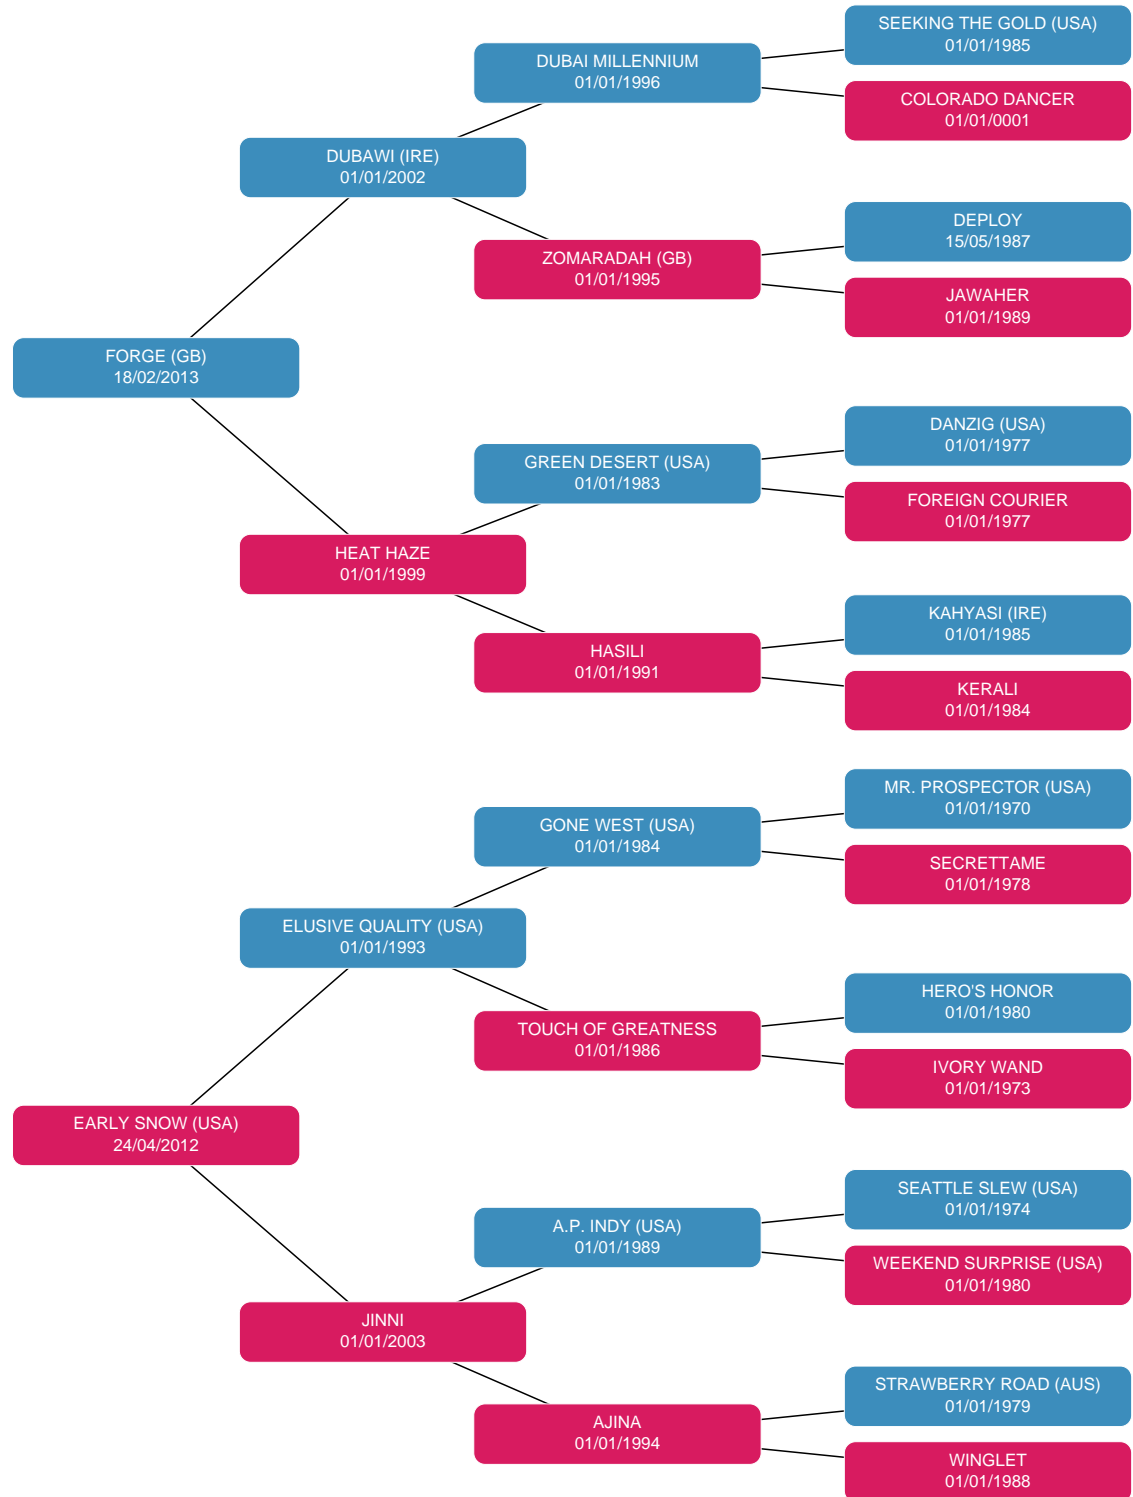 SEEKING THE GOLD (USA)
01/01/1985
DUBAI MILLENNIUM
01/01/1996
COLORADO DANCER
01/01/0001
DUBAWI (IRE)
01/01/2002
DEPLOY
15/05/1987
ZOMARADAH (GB)
01/01/1995
JAWAHER
01/01/1989
FORGE (GB)
18/02/2013
DANZIG (USA)
01/01/1977
GREEN DESERT (USA)
01/01/1983
FOREIGN COURIER
01/01/1977
HEAT HAZE
01/01/1999
KAHYASI (IRE)
01/01/1985
HASILI
01/01/1991
KERALI
01/01/1984
MR. PROSPECTOR (USA)
01/01/1970
GONE WEST (USA)
01/01/1984
SECRETTAME
01/01/1978
ELUSIVE QUALITY (USA)
01/01/1993
HERO'S HONOR
01/01/1980
TOUCH OF GREATNESS
01/01/1986
IVORY WAND
01/01/1973
EARLY SNOW (USA)
24/04/2012
SEATTLE SLEW (USA)
01/01/1974
A.P. INDY (USA)
01/01/1989
WEEKEND SURPRISE (USA)
01/01/1980
JINNI
01/01/2003
STRAWBERRY ROAD (AUS)
01/01/1979
AJINA
01/01/1994
WINGLET
01/01/1988